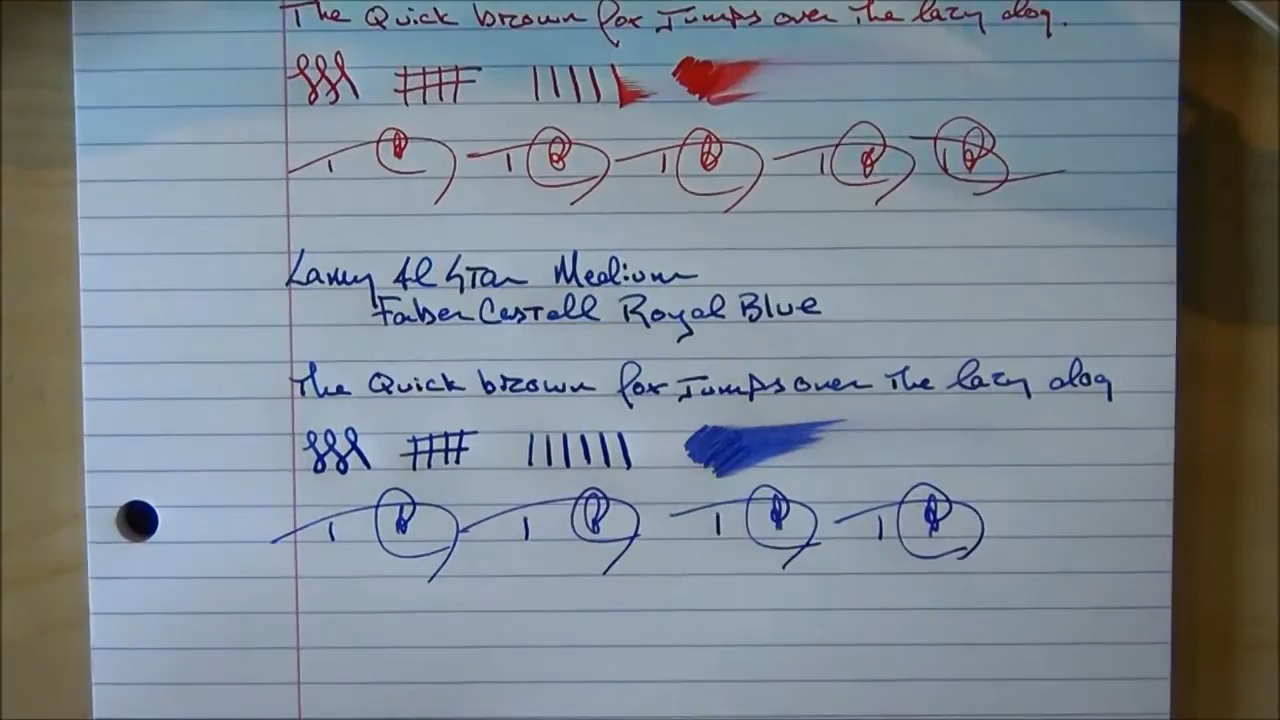 The Quick brown fox Jumps over The lazy dog.
Lamy Al Star Medium
Faber Castell Royal Blue
The Quick brown fox Jumps over The lazy dog